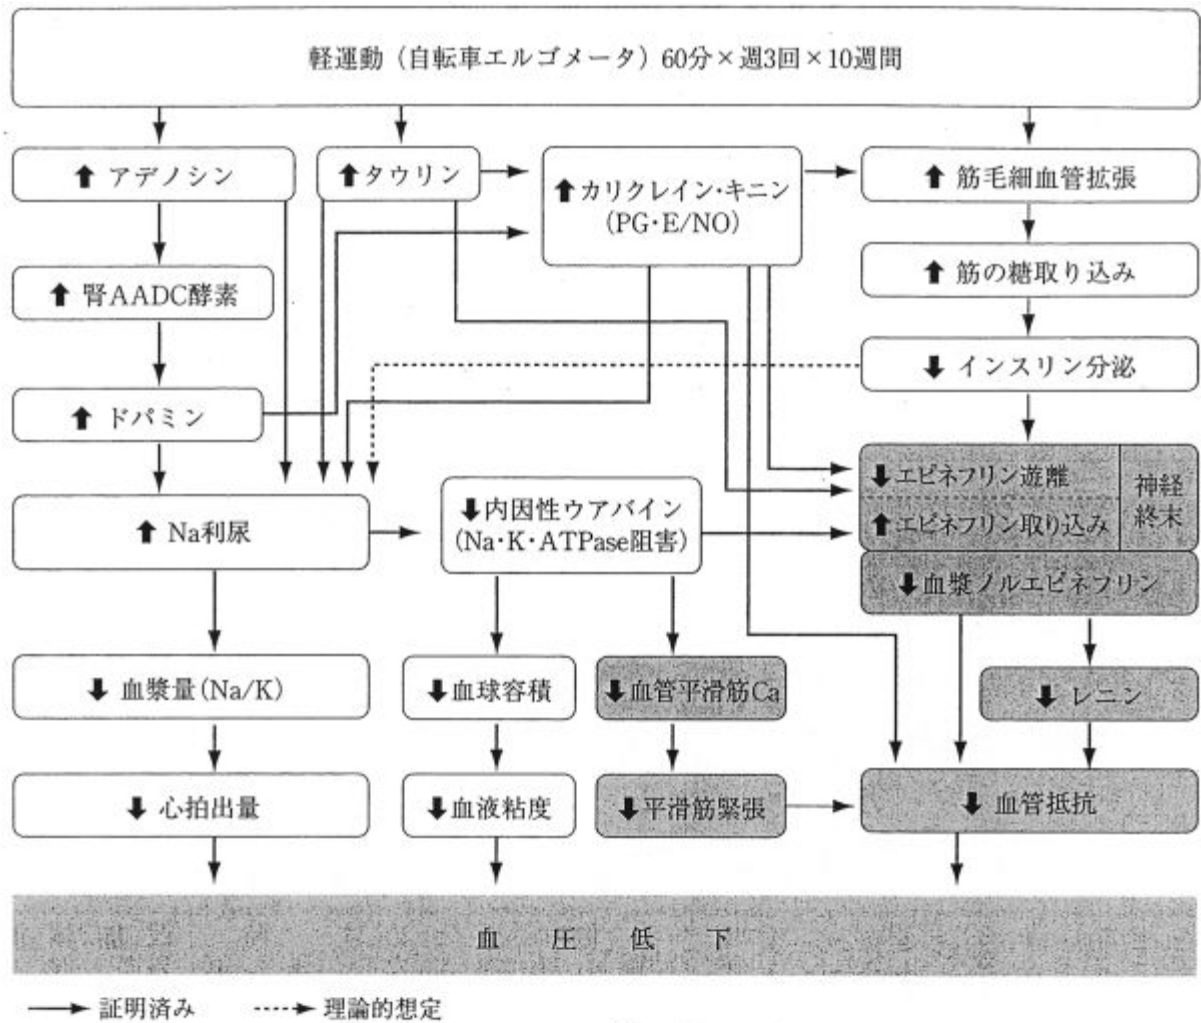 軽運動（自転車エルゴメータ）60分×週3回×10週間
⬆ アデノシン
⬆タウリン
⬆カリクレイン・キニン
(PG・E/NO)
⬆ 筋毛細血管拡張
⬆ 腎AADC酵素
⬆ 筋の糖取り込み
⬇ インスリン分泌
⬆ ドパミン
⬇エピネフリン遊離
⬆エピネフリン取り込み
神経
終末
⬆ Na利尿
⬇内因性ウアバイン
(Na・K・ATPase阻害)
⬇血漿ノルエピネフリン
⬇ 血漿量(Na/K)
⬇血球容積
⬇血管平滑筋Ca
⬇ レニン
⬇ 心拍出量
⬇血液粘度
⬇平滑筋緊張
⬇ 血管抵抗
血圧低下
→ 証明済み ┄→ 理論的想定